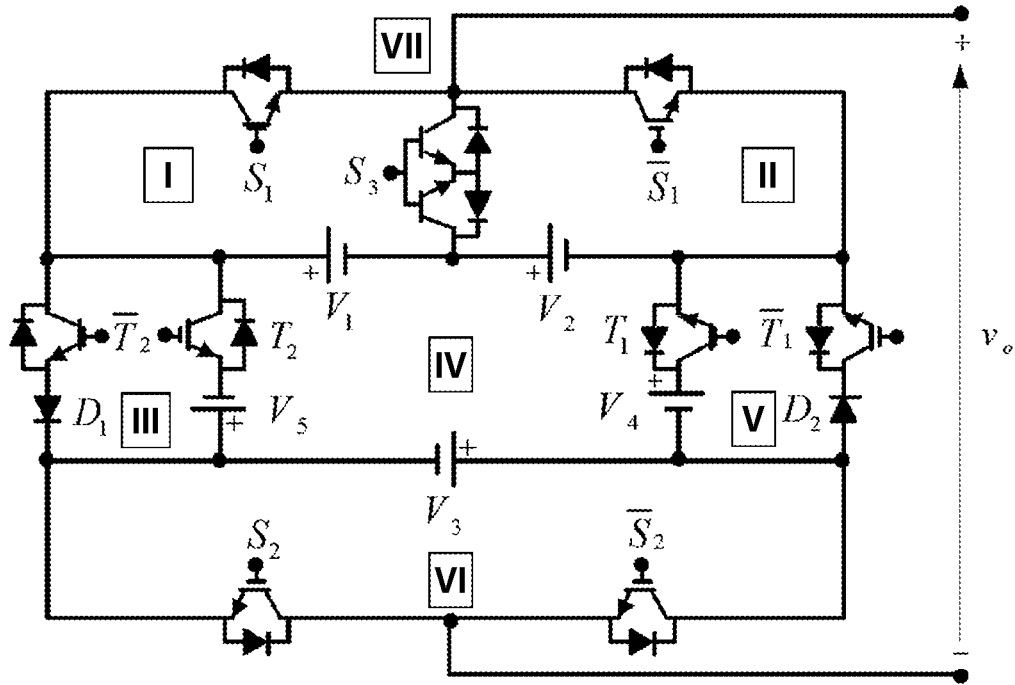 VII
+
I
S₁
S₃
S̄₁
II
+
V₁
+
V₂
T̄₂
T₂
T₁
T̄₁
vₒ
IV
D₁
III
+
V₅
+
V₄
V
D₂
+
V₃
S₂
S̄₂
VI
−